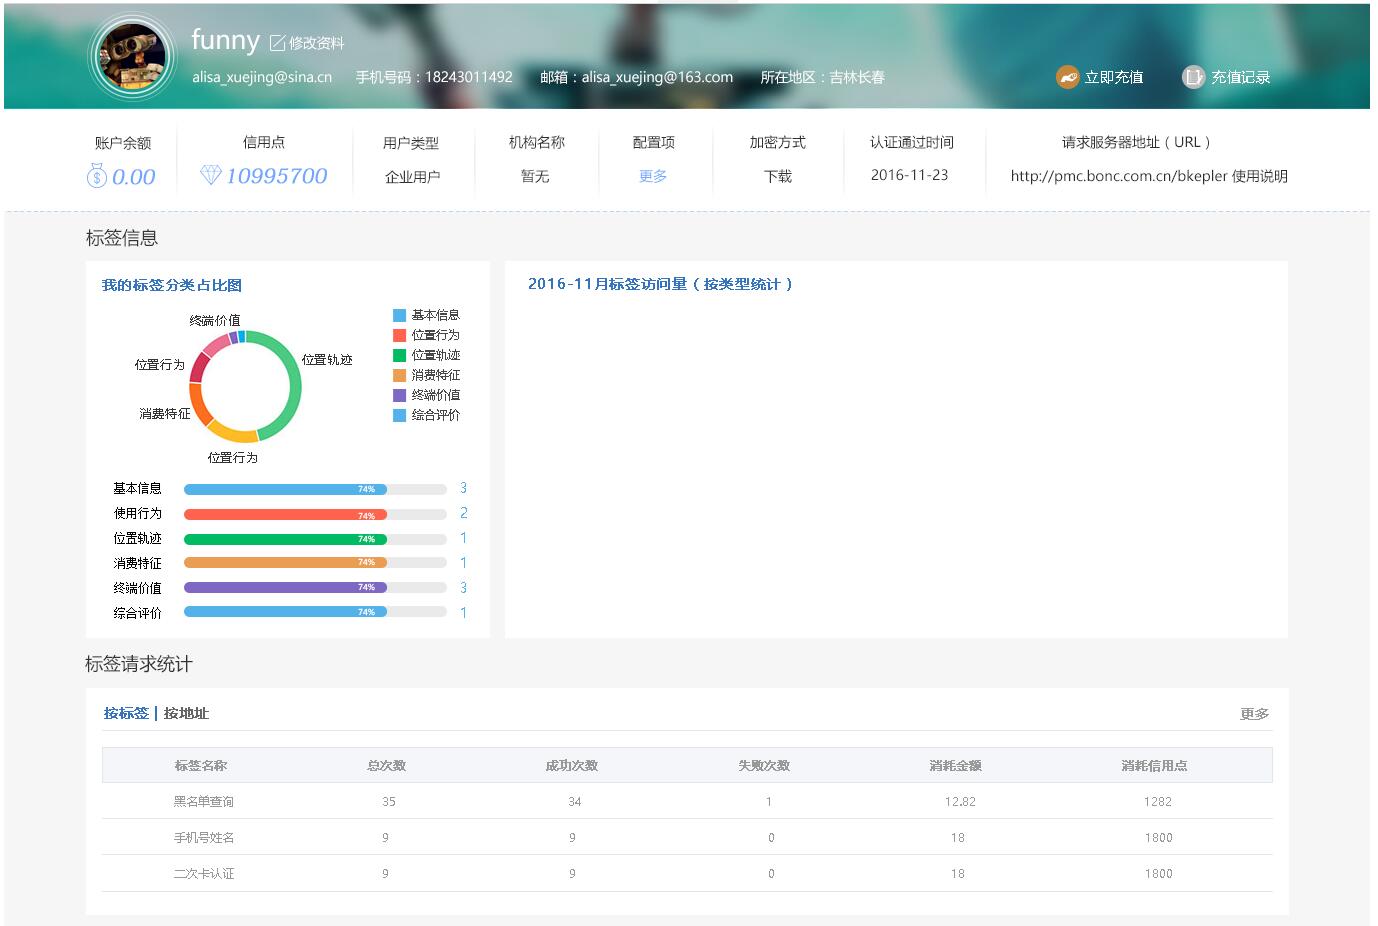 funny 修改资料
alisa_xuejing@sina.cn 手机号码：18243011492 邮箱：alisa_xuejing@163.com 所在地区：吉林长春 立即充值 充值记录
账户余额 信用点 用户类型 机构名称 配置项 加密方式 认证通过时间 请求服务器地址（URL）
0.00 10995700 企业用户 暂无 更多 下载 2016-11-23 http://pmc.bonc.com.cn/bkepler 使用说明
标签信息
我的标签分类占比图
终端价值
位置轨迹
位置行为
消费特征
位置行为
基本信息
位置行为
位置轨迹
消费特征
终端价值
综合评价
基本信息 74% 3
使用行为 74% 2
位置轨迹 74% 1
消费特征 74% 1
终端价值 74% 3
综合评价 74% 1
2016-11月标签访问量（按类型统计）
标签请求统计
按标签 | 按地址 更多
标签名称 总次数 成功次数 失败次数 消耗金额 消耗信用点
黑名单查询 35 34 1 12.82 1282
手机号姓名 9 9 0 18 1800
二次卡认证 9 9 0 18 1800